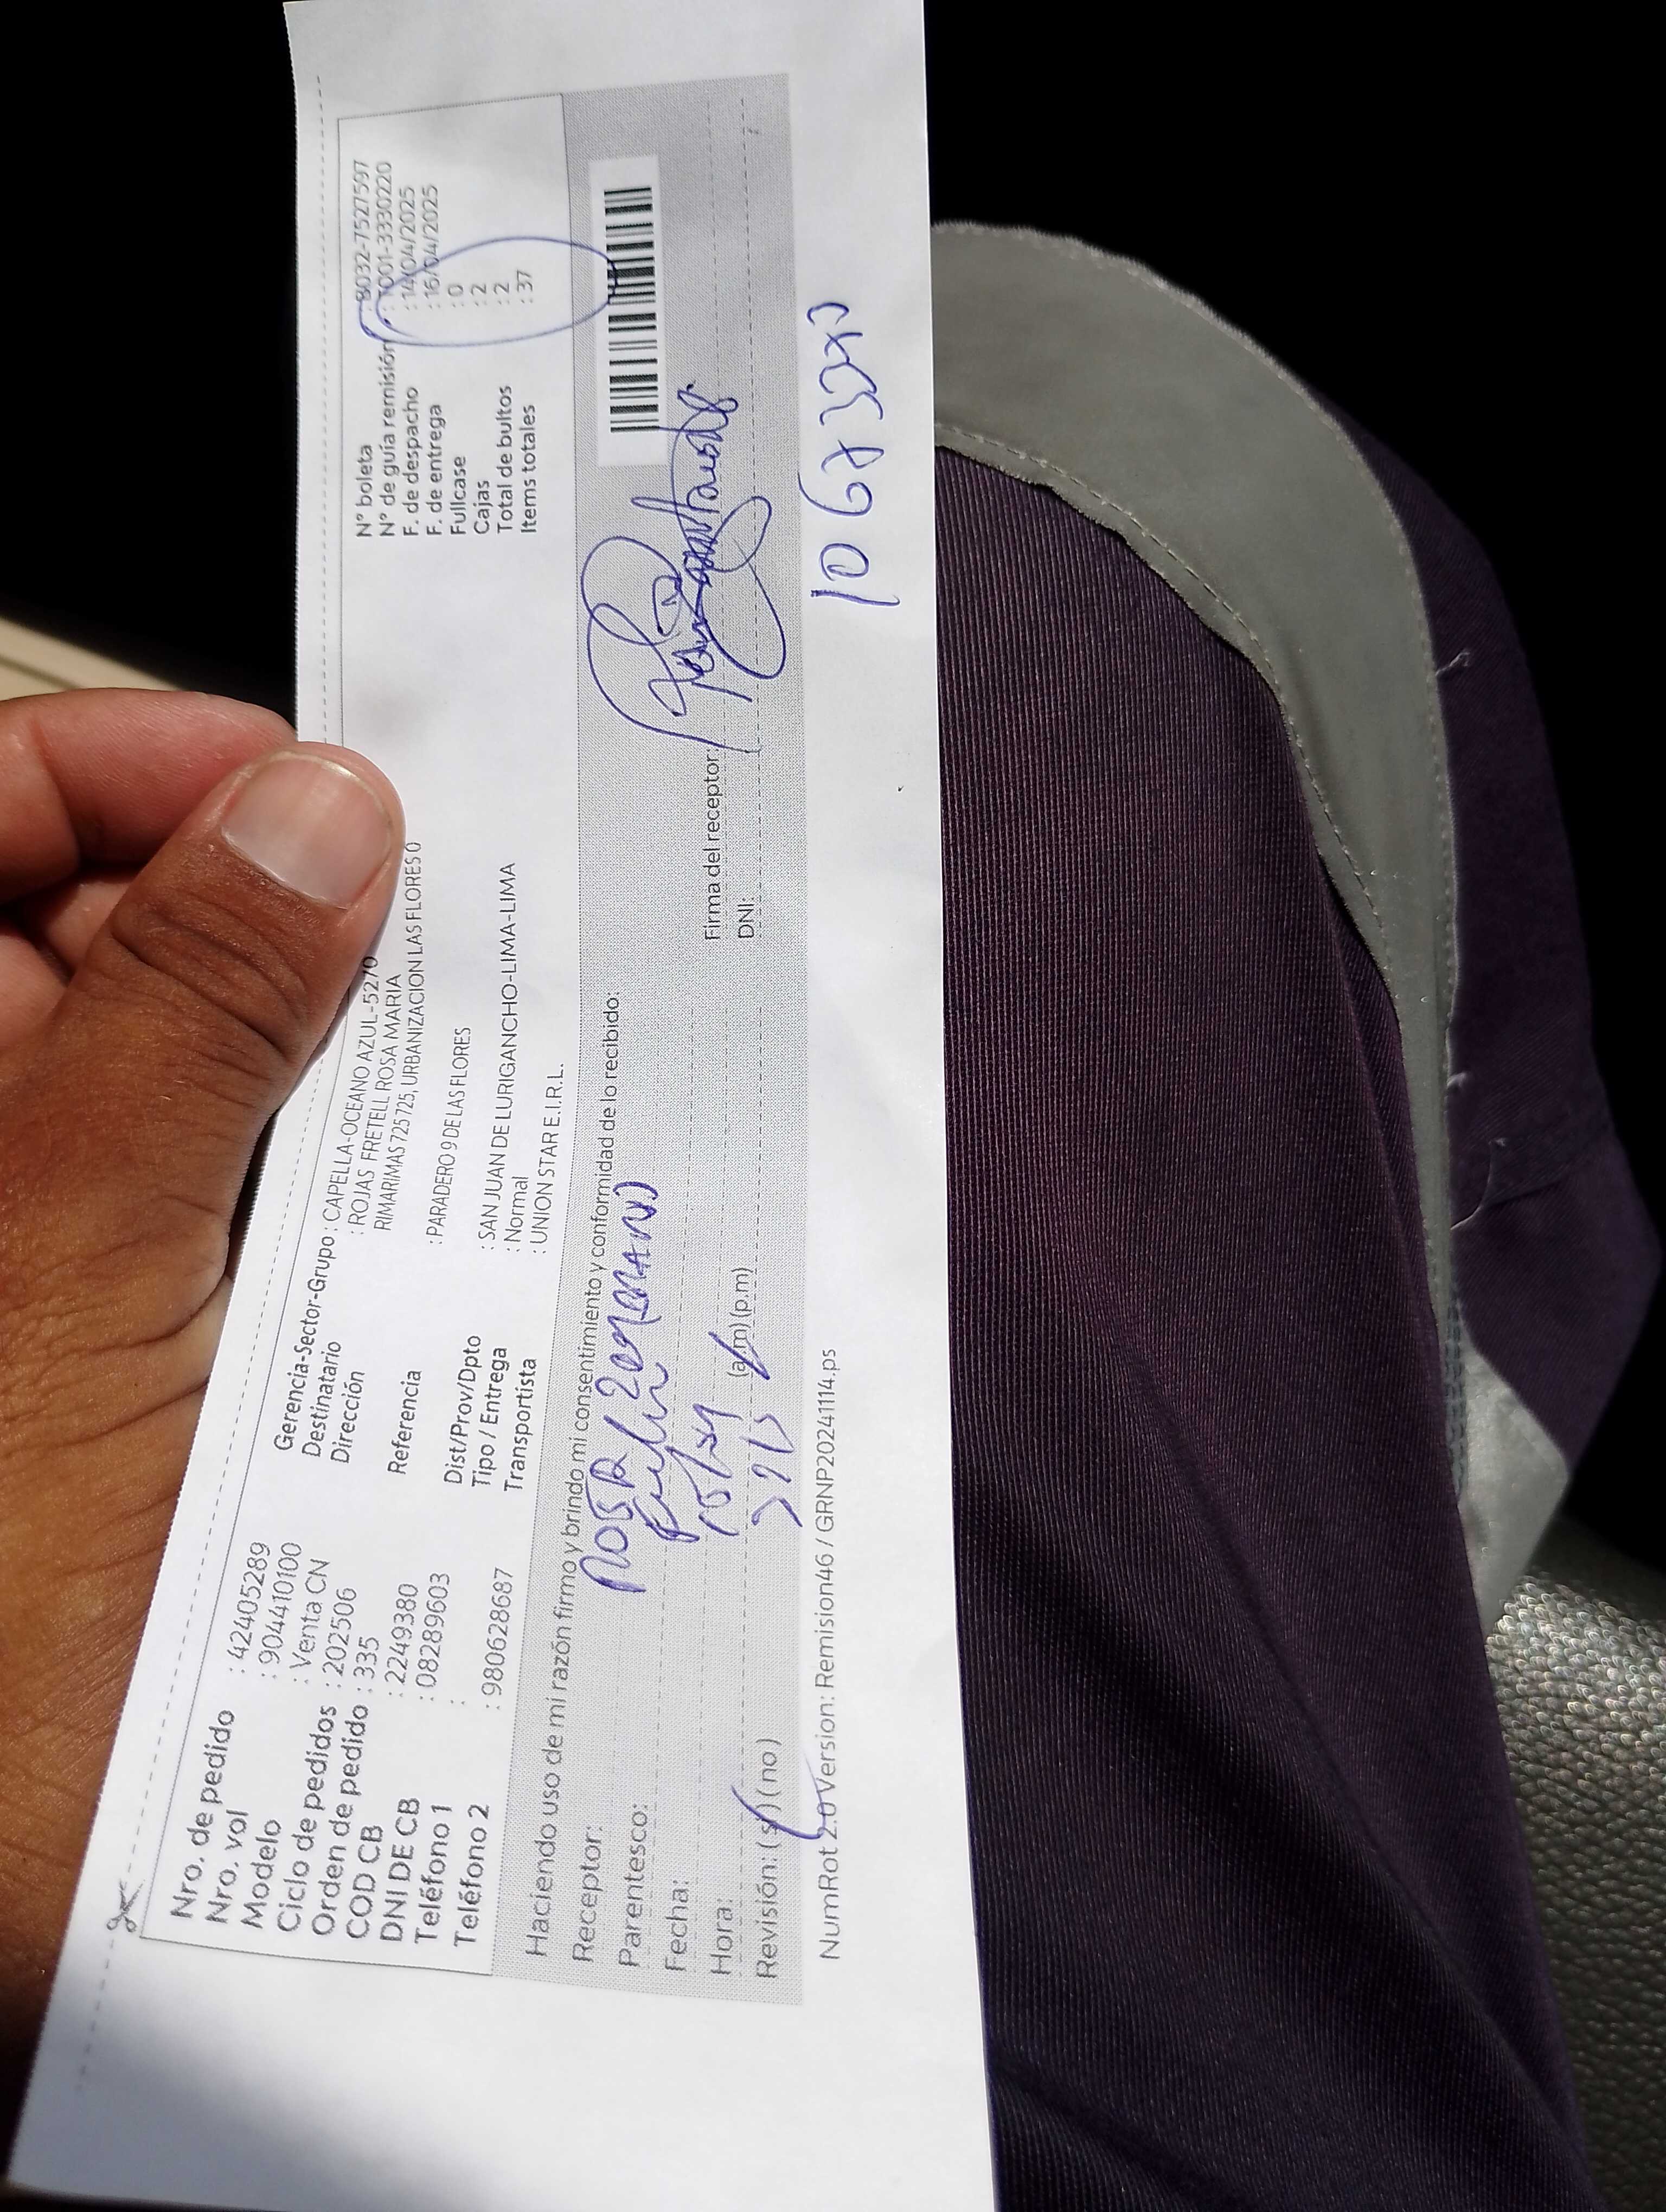 Nro. de pedido : 424405289
Nro. vol : 904410100
Modelo : Venta CN
Ciclo de pedidos : 202506
Orden de pedido : 335
COD CB : 2249380
DNI DE CB : 08289603
Teléfono 1 :
Teléfono 2 : 980628687
Gerencia-Sector-Grupo : CAPELLA-OCEANO AZUL-5270
Destinatario : ROJAS FRETELL ROSA MARIA
Dirección RIMARIMAS 725 725, URBANIZACION LAS FLORES 0
Referencia : PARADERO 9 DE LAS FLORES
Dist/Prov/Dpto : SAN JUAN DE LURIGANCHO-LIMA-LIMA
Tipo / Entrega : Normal
Transportista : UNION STAR E.I.R.L.
N° boleta : B032-7527597
N° de guía remisión : T001-3330220
F. de despacho : 14/04/2025
F. de entrega : 16/04/2025
Fullcase : 0
Cajas : 2
Total de bultos : 2
Items totales : 37
Haciendo uso de mi razón firmo y brindo mi consentimiento y conformidad de lo recibido:
Receptor:
Parentesco:
Fecha:
Hora: (a.m) (p.m)
Revisión: (si) (no)
Firma del receptor:
DNI:
NumRot 2.0 Version: Remision46 / GRNP20241114.ps